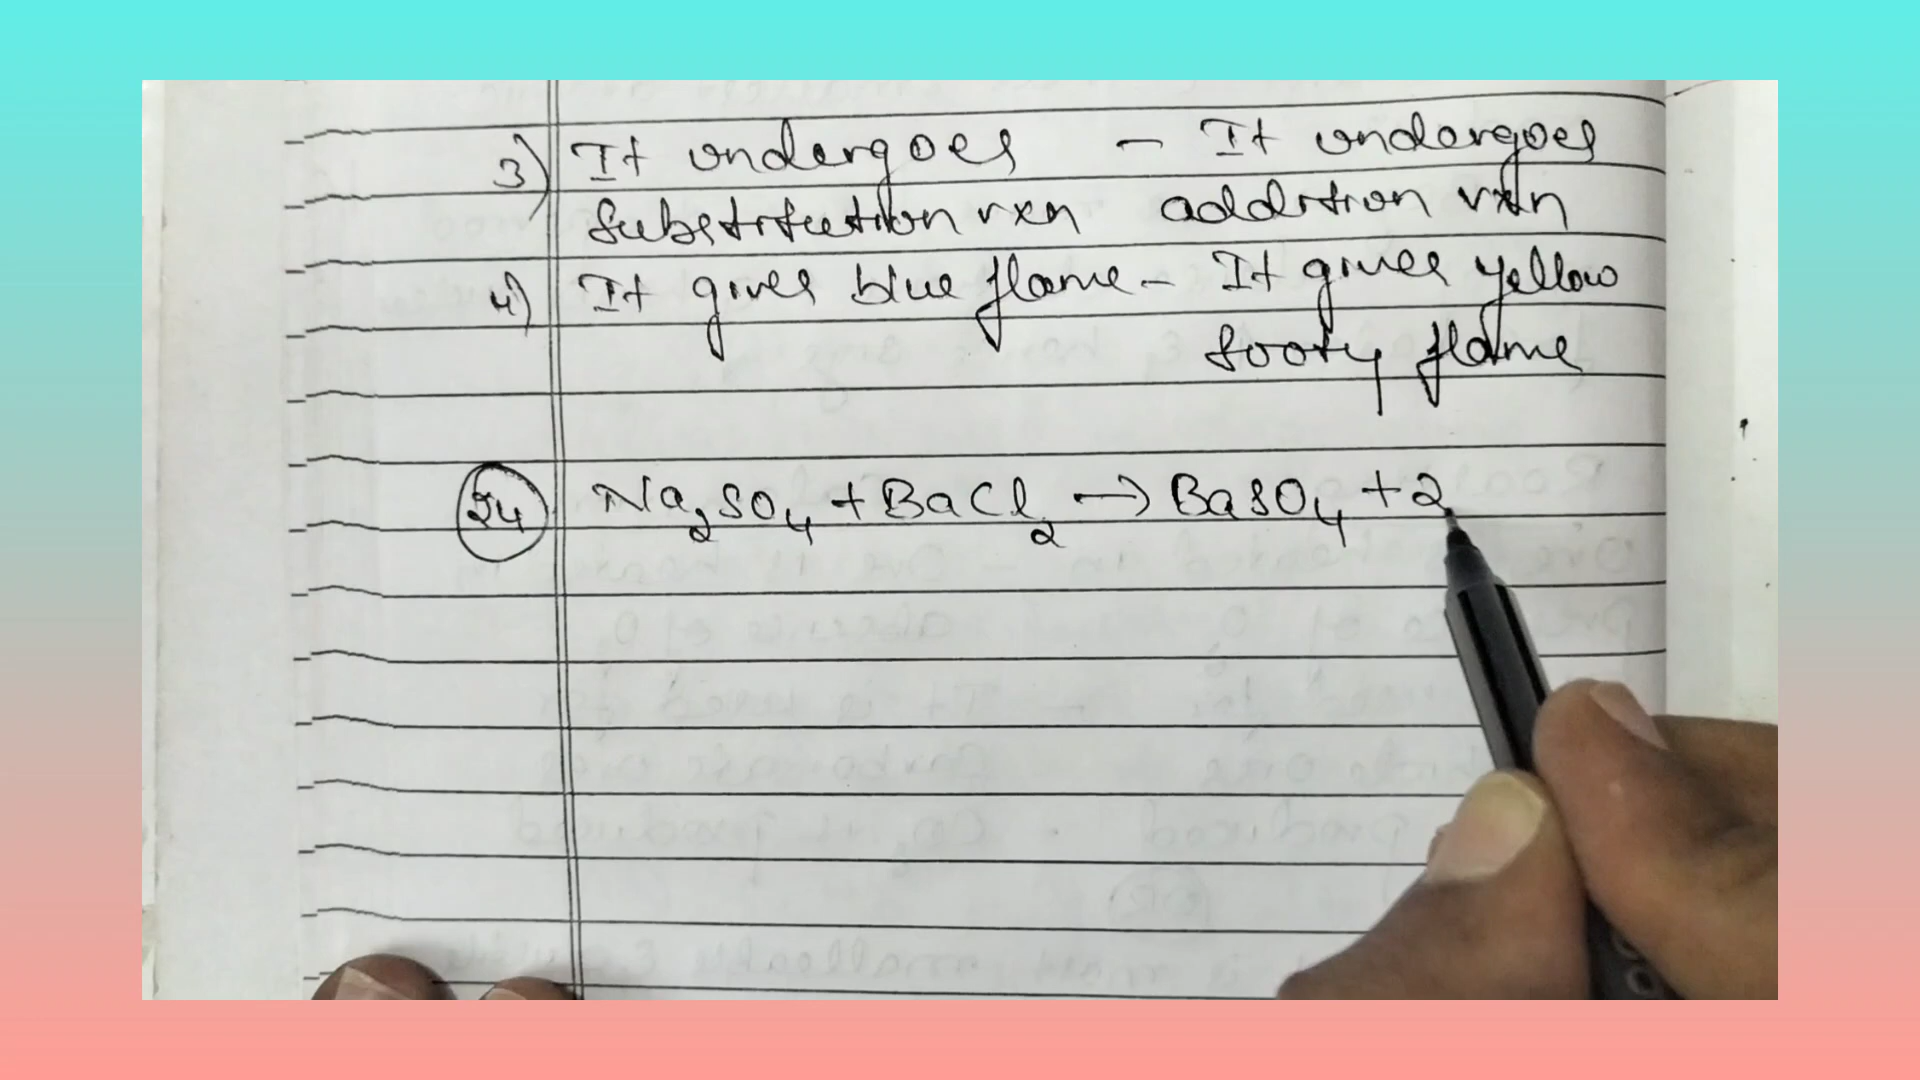 3) It undergoes - It undergoes
substitution rxn addition rxn
4) It gives blue flame - It gives yellow
sooty flame
24 Na₂SO₄ + BaCl₂ → BaSO₄ + 2